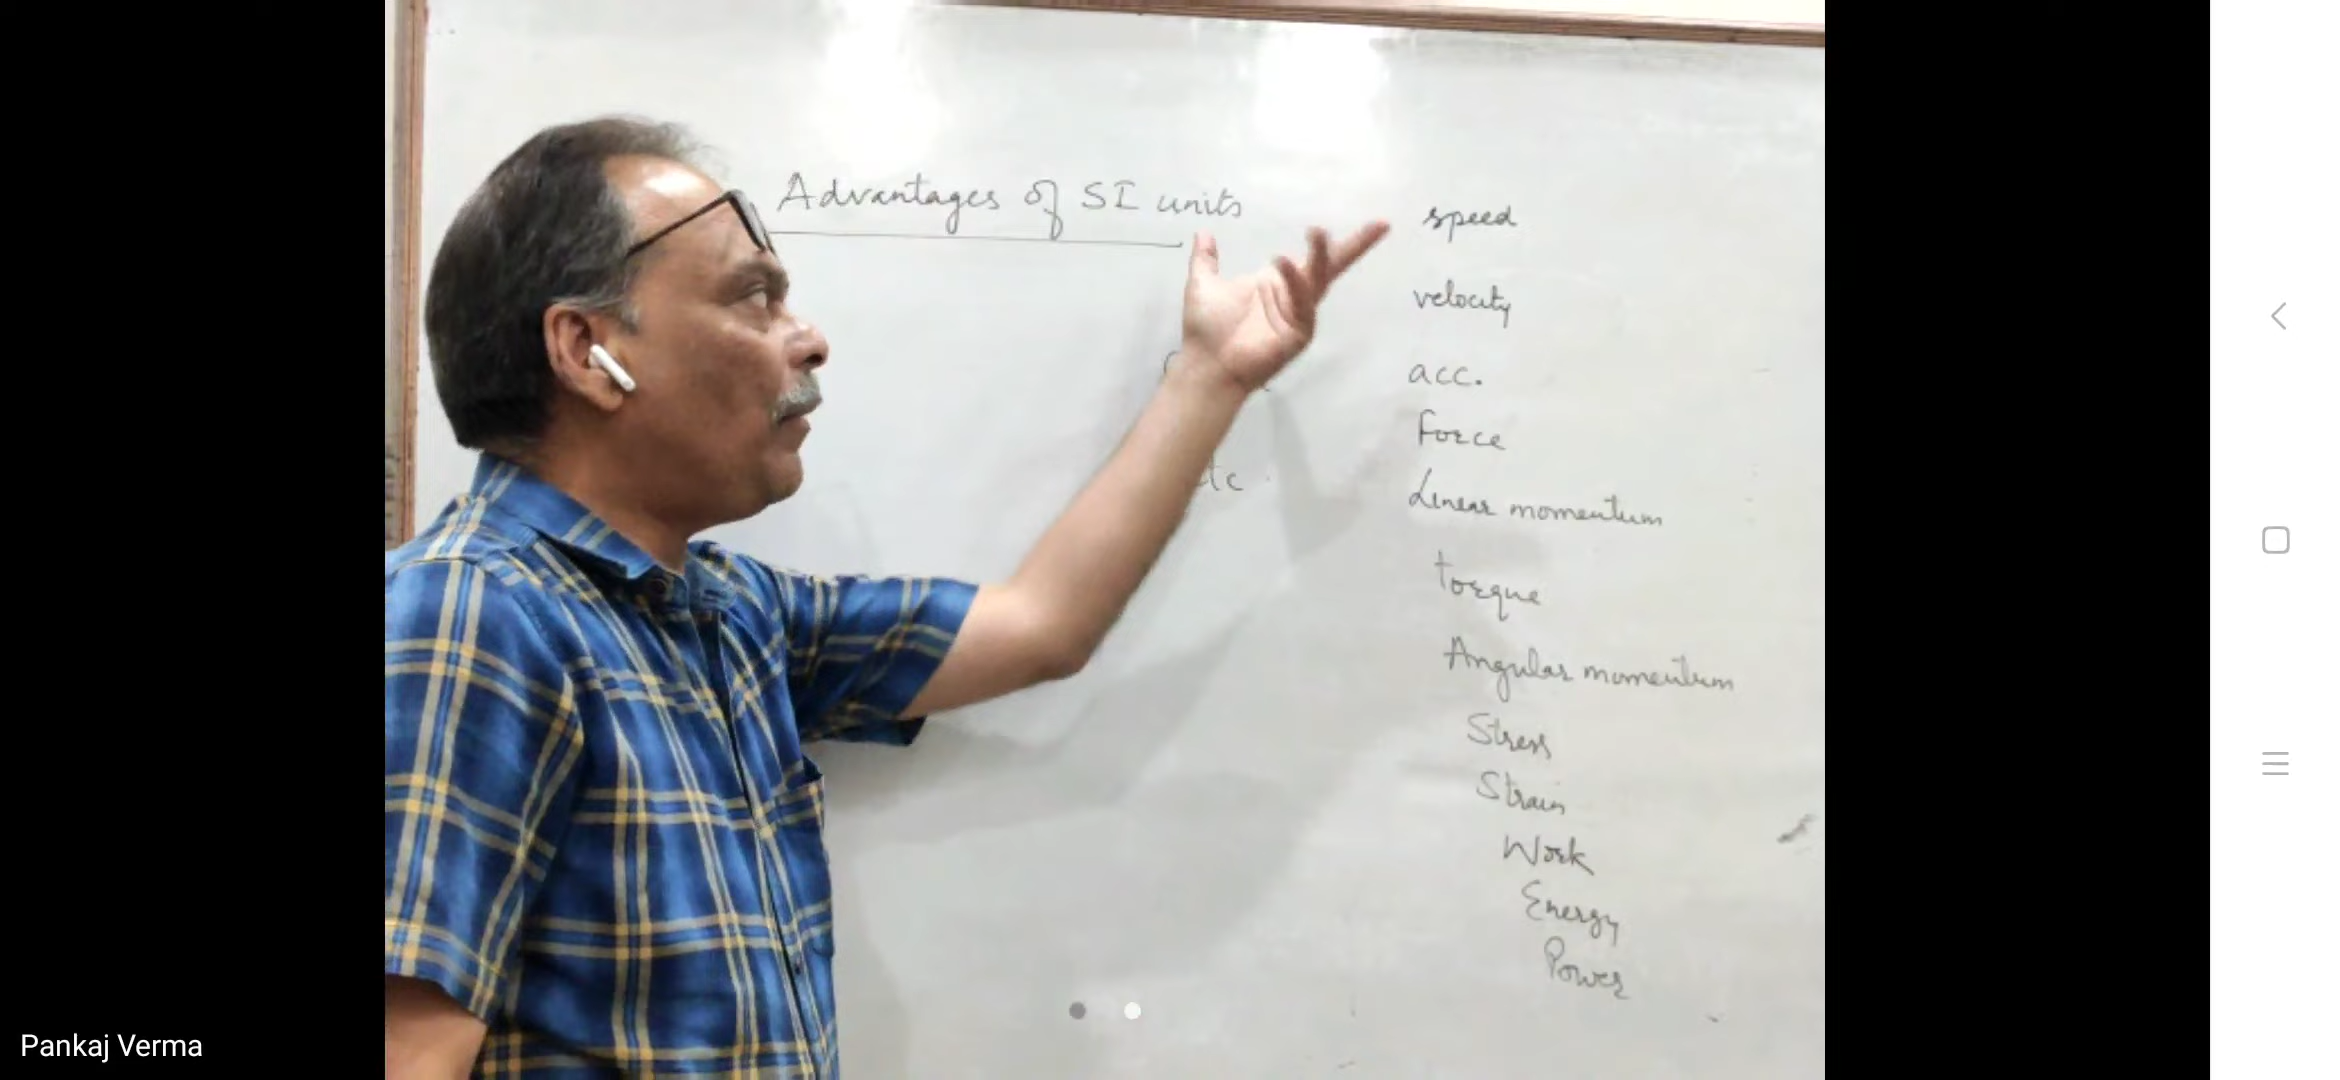 Advantages of SI units
speed
velocity
acc.
Force
Linear momentum
torque
Angular momentum
Stress
Strain
Work
Energy
Power
Pankaj Verma